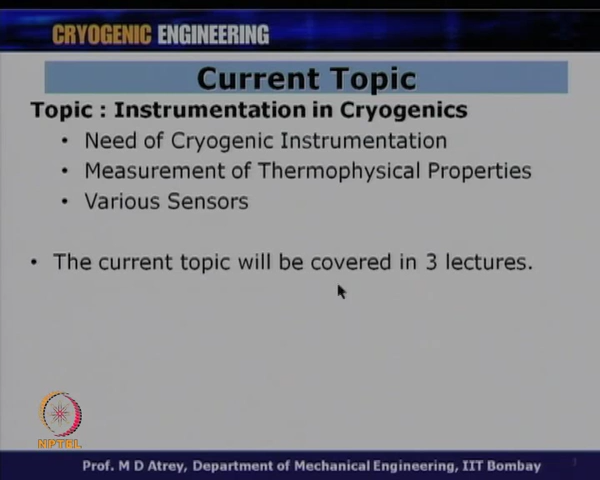 CRYOGENIC ENGINEERING
Current Topic
Topic : Instrumentation in Cryogenics
• Need of Cryogenic Instrumentation
• Measurement of Thermophysical Properties
• Various Sensors
• The current topic will be covered in 3 lectures.
NPTEL
Prof. M D Atrey, Department of Mechanical Engineering, IIT Bombay
3